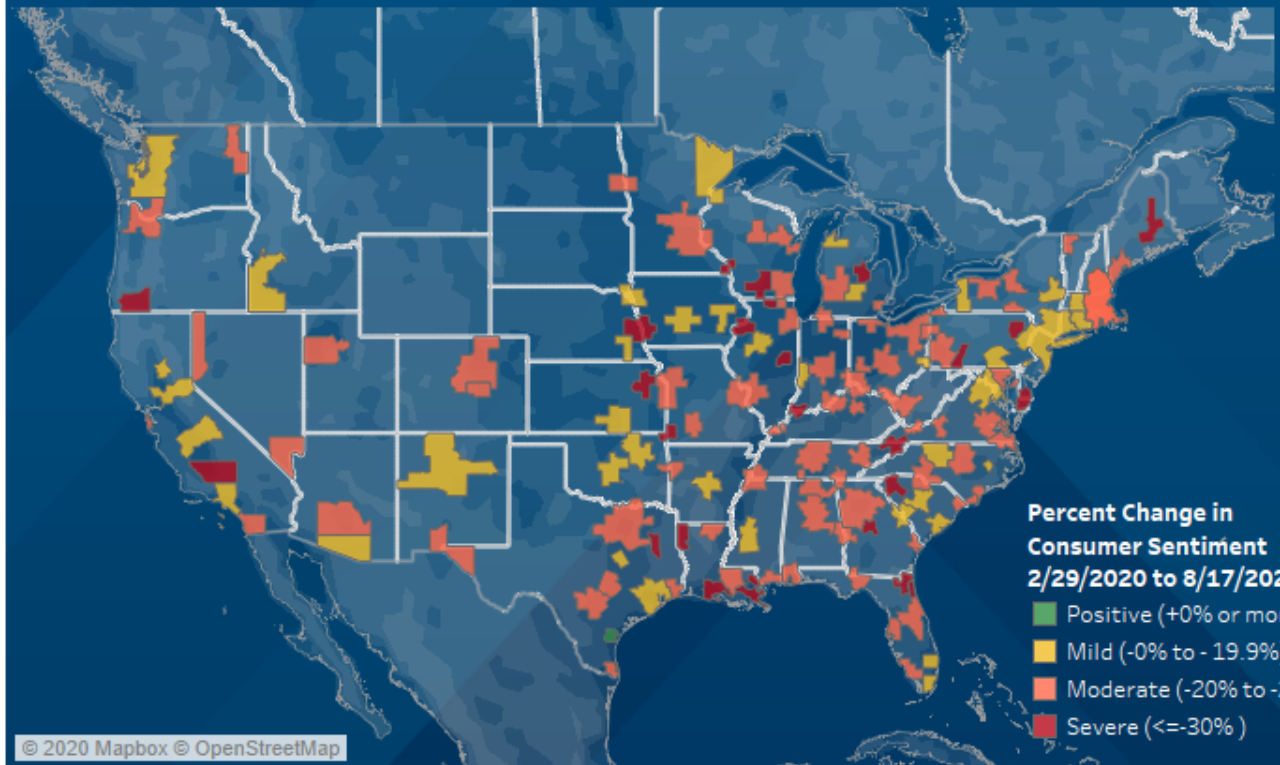 Percent Change in
Consumer Sentiment
2/29/2020 to 8/17/202
Positive (+0% or mo
Mild (-0% to - 19.9%
Moderate (-20% to -
Severe (<=-30% )
© 2020 Mapbox © OpenStreetMap